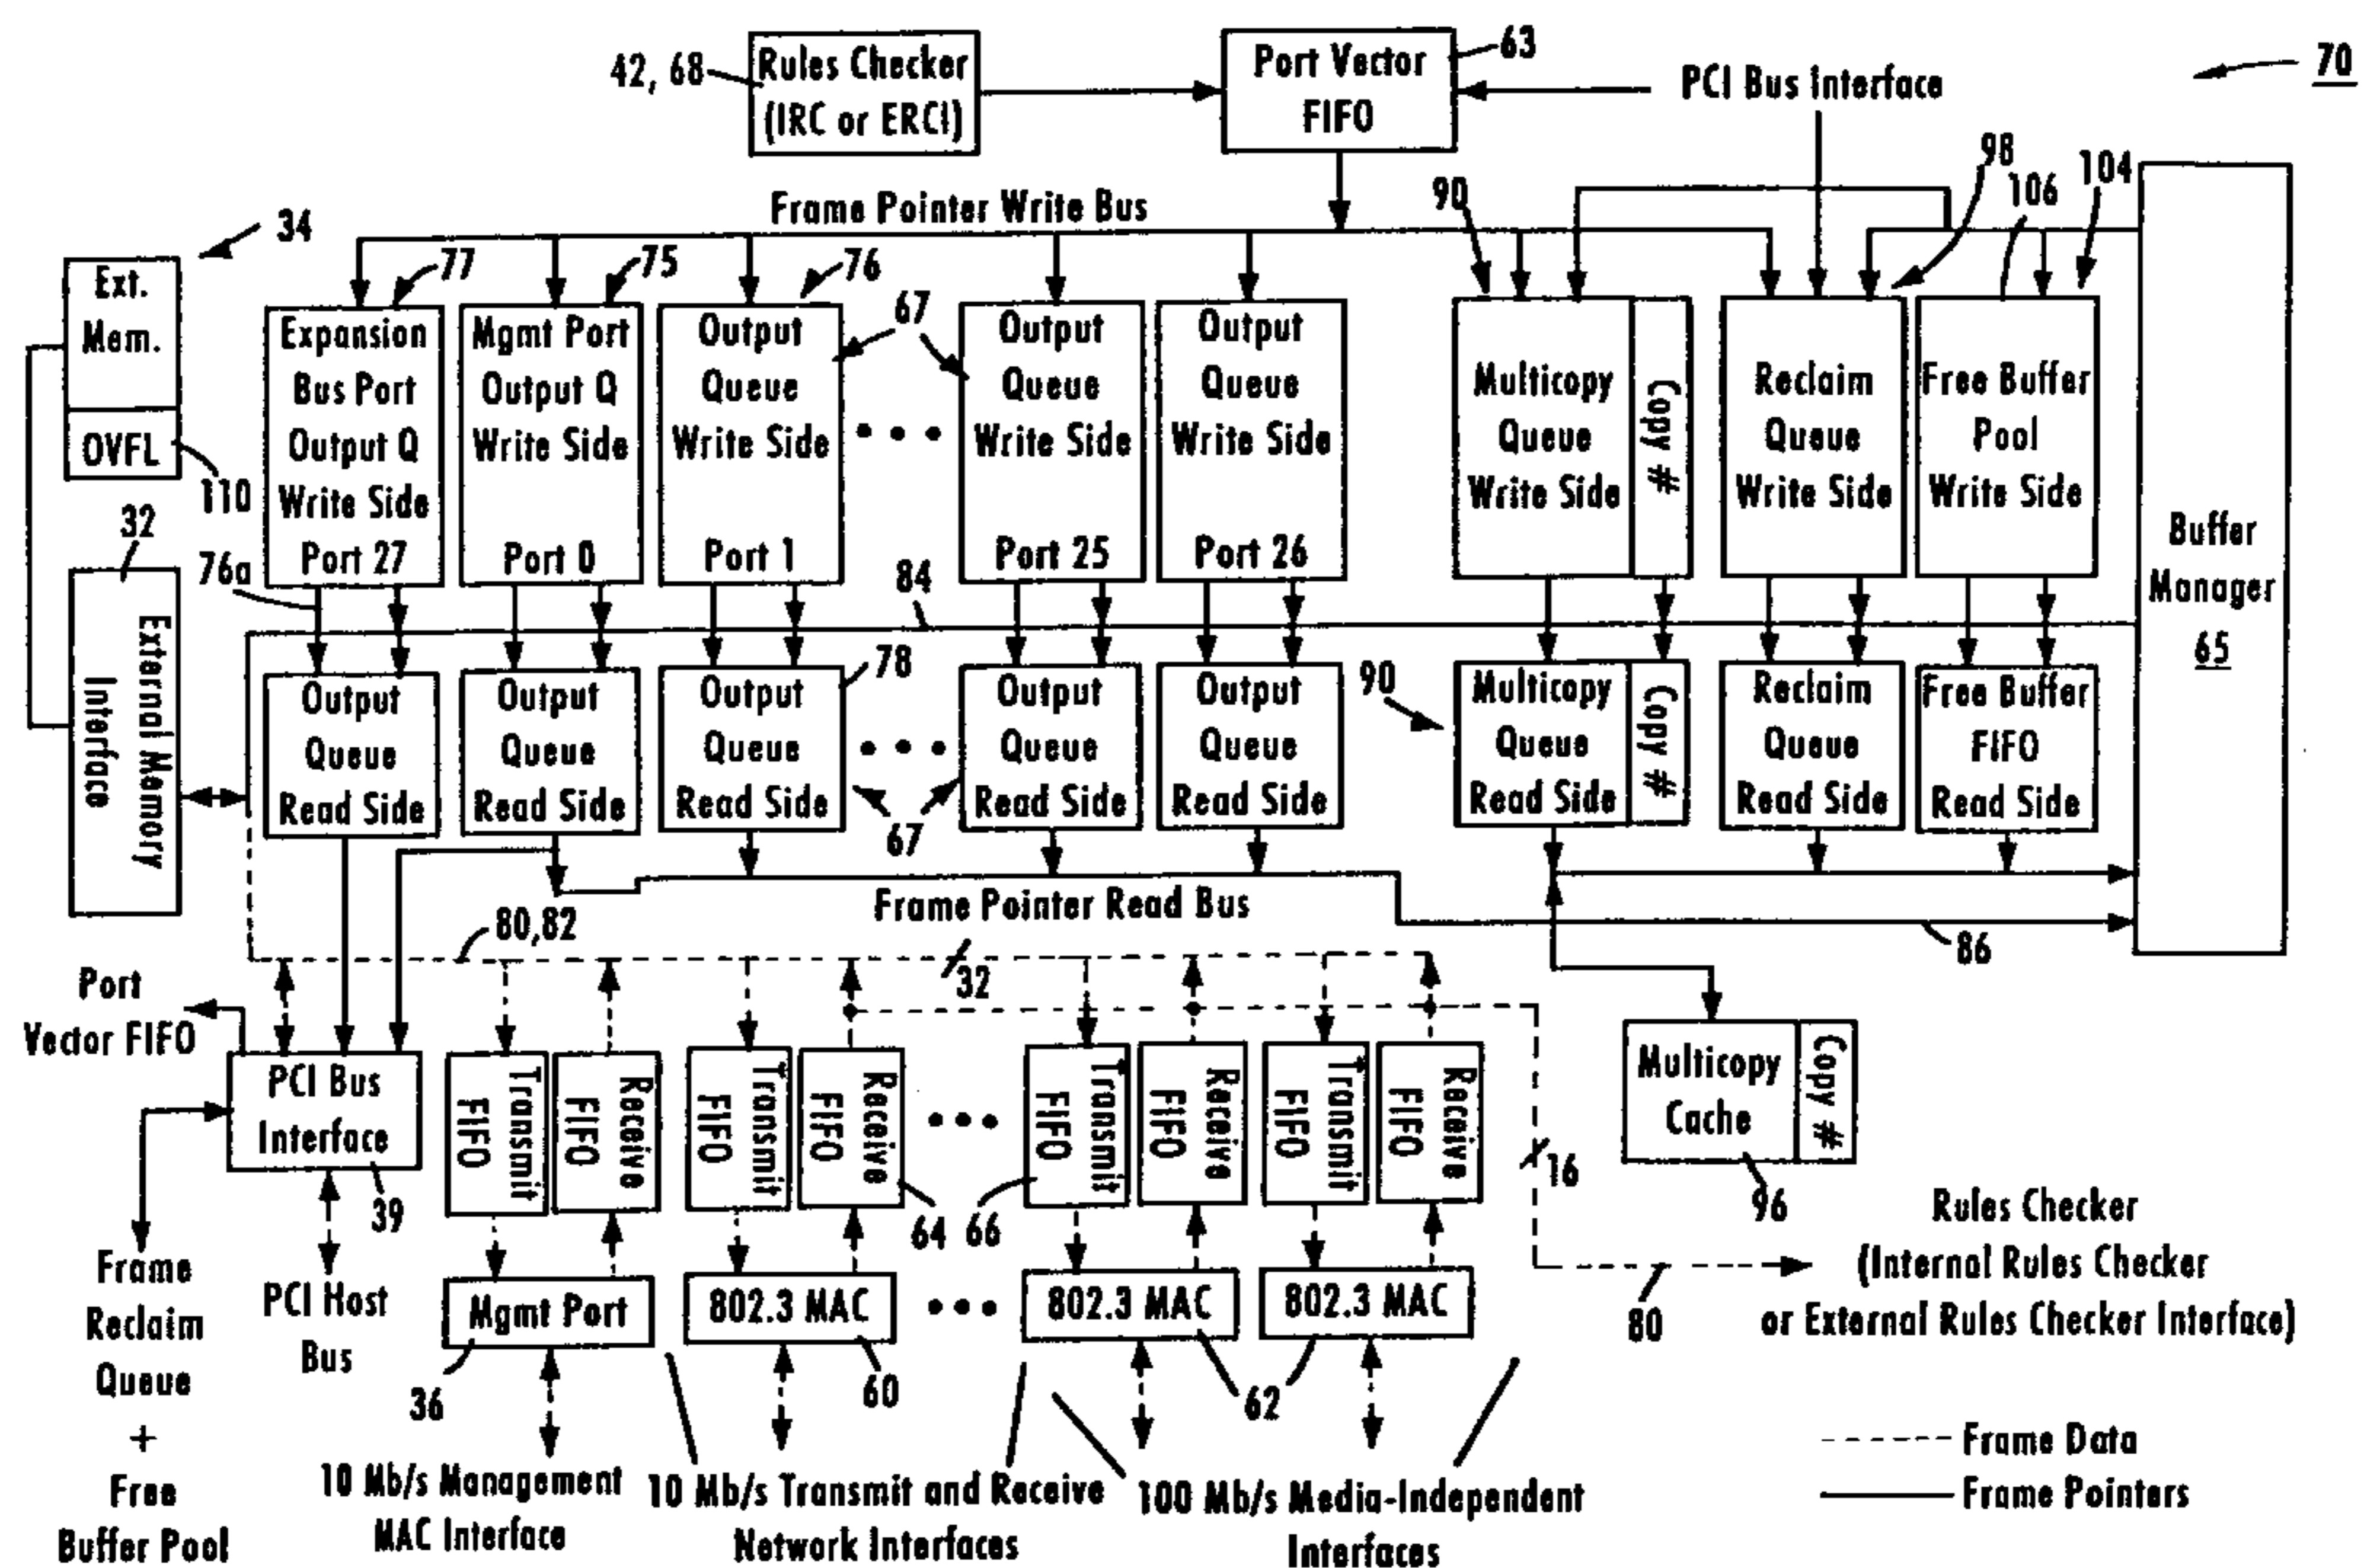 42, 68
Rules Checker
(IRC or ERCI)
Port Vector
FIFO
63
PCI Bus Interface
70
Frame Pointer Write Bus
34
Ext.
Mem.
OVFL
110
32
External Memory
Interface
77
Expansion
Bus Port
Output Q
Write Side
Port 27
75
Mgmt Port
Output Q
Write Side
Port 0
76
Output
Queue
Write Side
Port 1
67
• • •
Output
Queue
Write Side
Port 25
Output
Queue
Write Side
Port 26
90
Multicopy
Queue
Write Side
Copy #
98
Reclaim
Queue
Write Side
106
104
Free Buffer
Pool
Write Side
Buffer
Manager
65
76a
84
Output
Queue
Read Side
Output
Queue
Read Side
Output
Queue
Read Side
78
• • •
67
Output
Queue
Read Side
Output
Queue
Read Side
90
Multicopy
Queue
Read Side
Copy #
Reclaim
Queue
Read Side
Free Buffer
FIFO
Read Side
Frame Pointer Read Bus
80,82
32
86
Port
Vector FIFO
PCI Bus
Interface
39
Transmit
FIFO
Receive
FIFO
Transmit
FIFO
Receive
FIFO
64
• • •
66
Transmit
FIFO
Receive
FIFO
Transmit
FIFO
Receive
FIFO
16
Multicopy
Cache
Copy #
96
Frame
Reclaim
Queue
+
Free
Buffer Pool
PCI Host
Bus
Mgmt Port
36
802.3 MAC
60
• • •
802.3 MAC
802.3 MAC
62
80
Rules Checker
(Internal Rules Checker
or External Rules Checker Interface)
10 Mb/s Management
MAC Interface
10 Mb/s Transmit and Receive
Network Interfaces
100 Mb/s Media-Independent
Interfaces
Frame Data
Frame Pointers